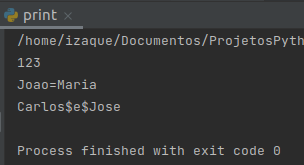 print
/home/izaque/Documentos/ProjetosPyth
123
Joao=Maria
Carlos$e$Jose
Process finished with exit code 0